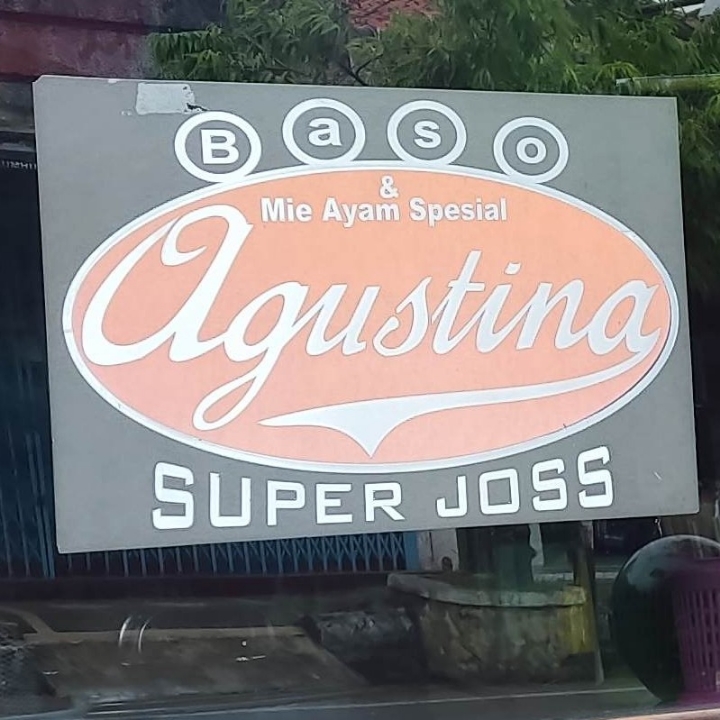 Baso
&
Mie Ayam Spesial
Agustina
SUPER JOSS